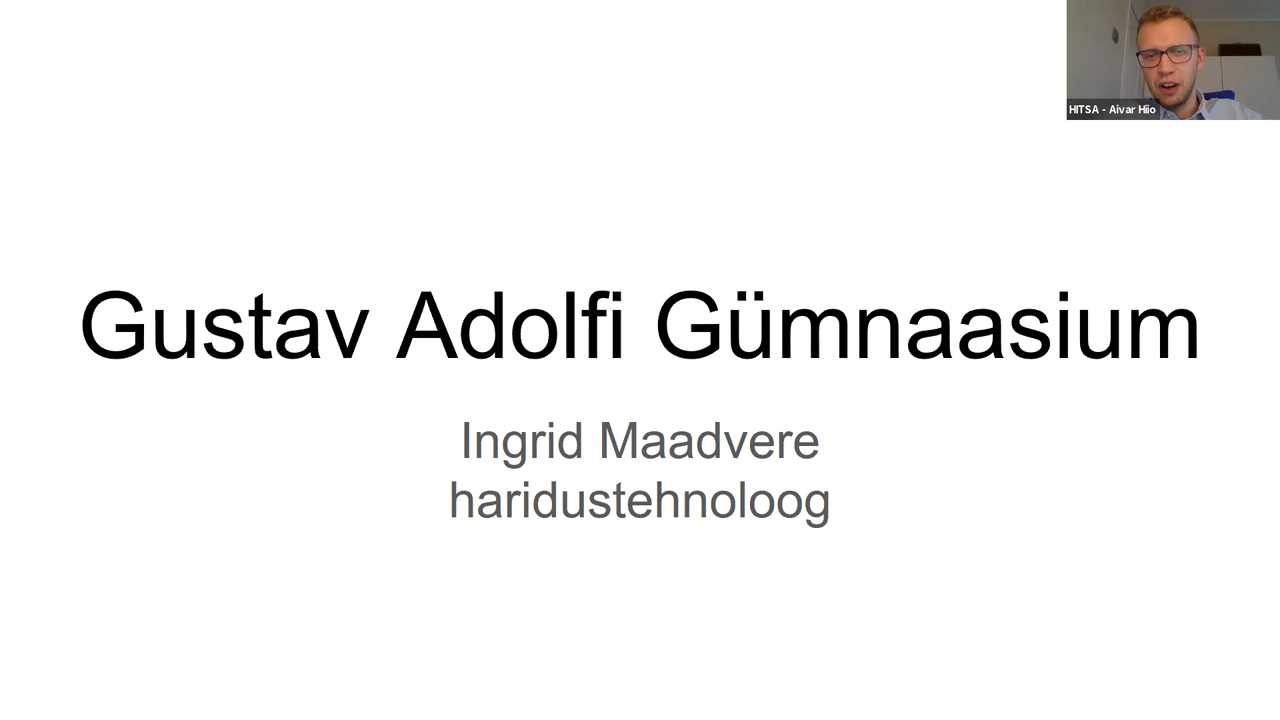 HITSA - Aivar Hiio
Gustav Adolfi Gümnaasium
Ingrid Maadvere
haridustehnoloog